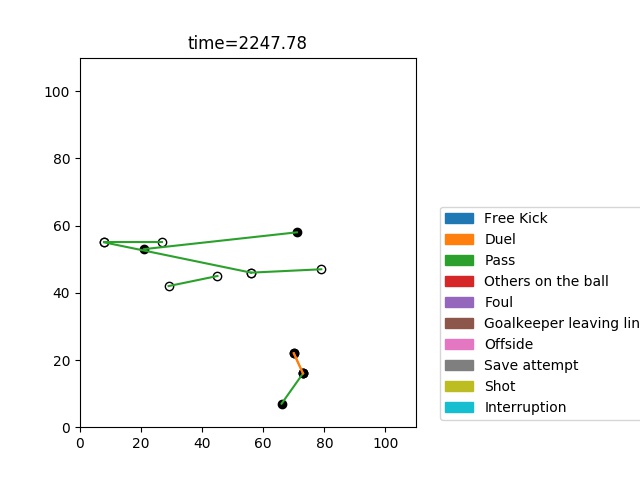 time=2247.78
100
80
60
40
20
0
0 20 40 60 80 100
Free Kick
Duel
Pass
Others on the ball
Foul
Goalkeeper leaving lin
Offside
Save attempt
Shot
Interruption